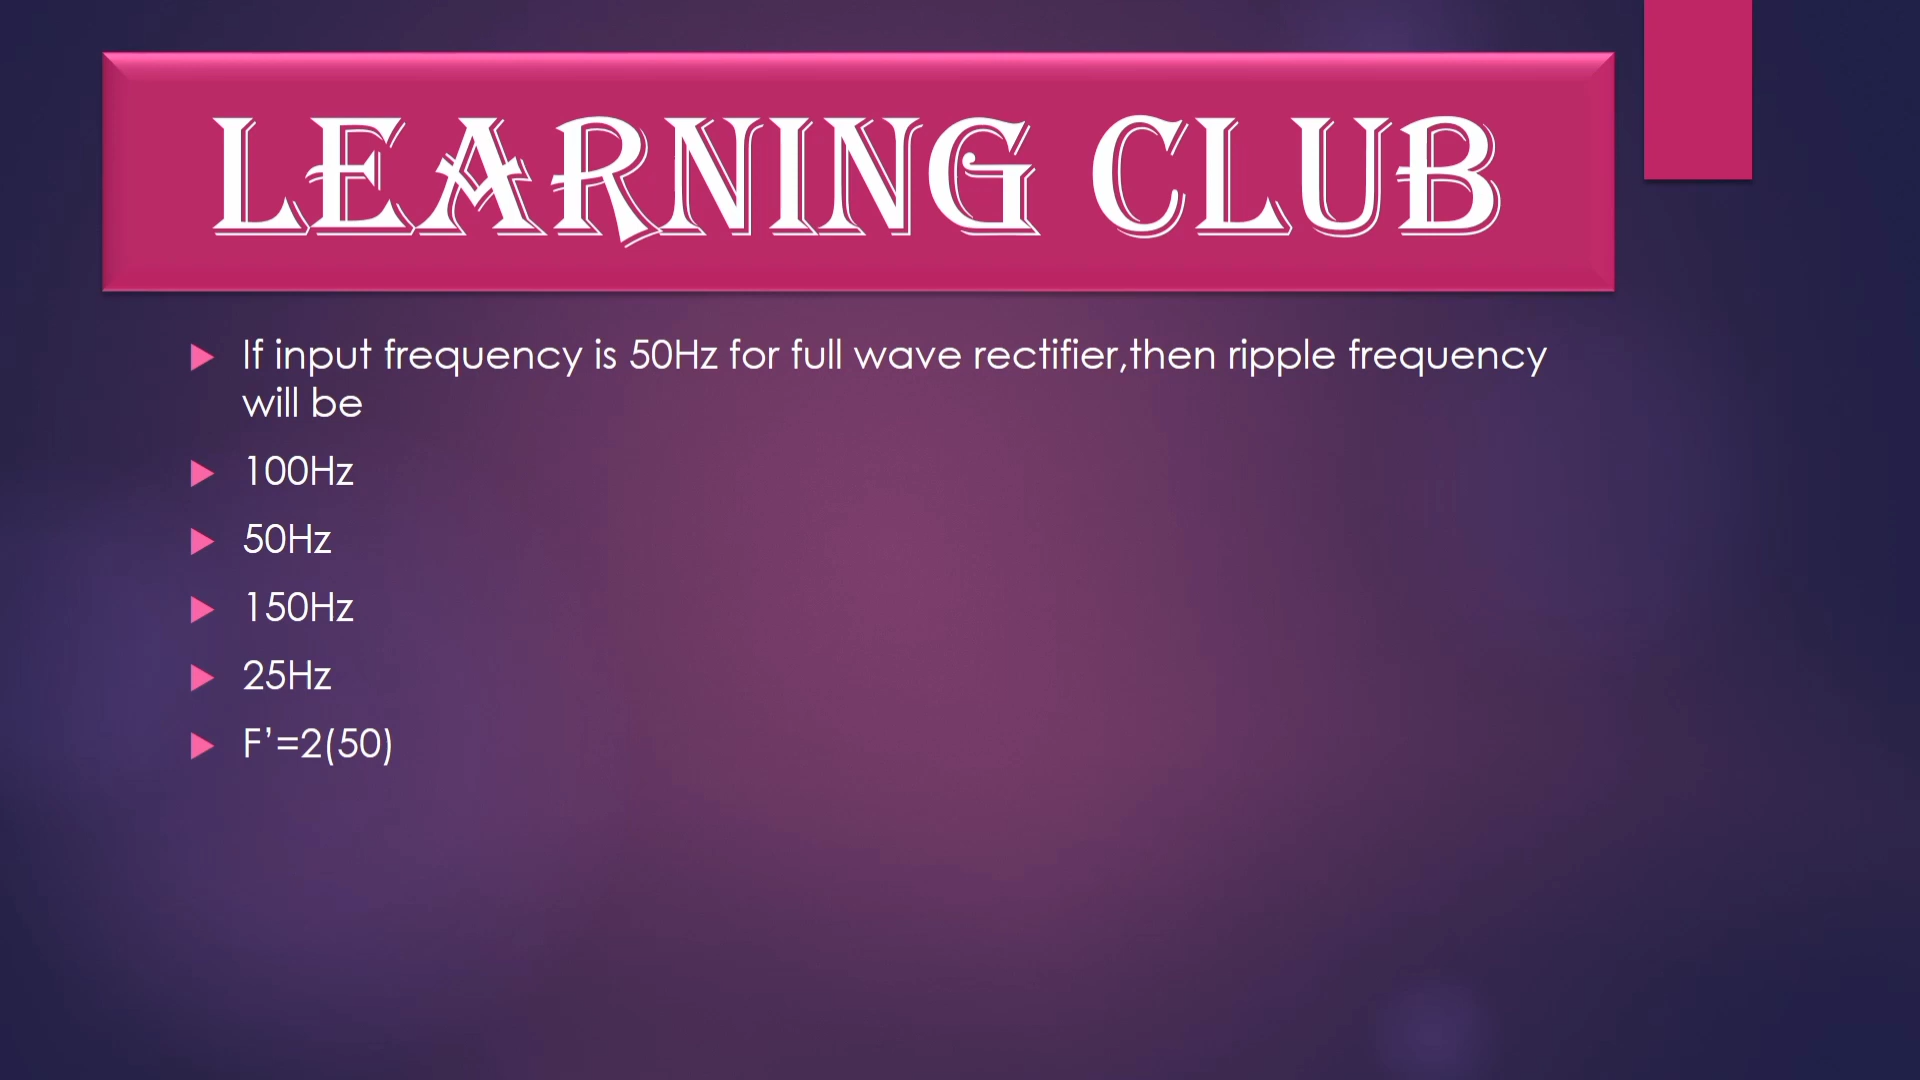 LEARNING CLUB
If input frequency is 50Hz for full wave rectifier,then ripple frequency
will be
100Hz
50Hz
150Hz
25Hz
F’=2(50)